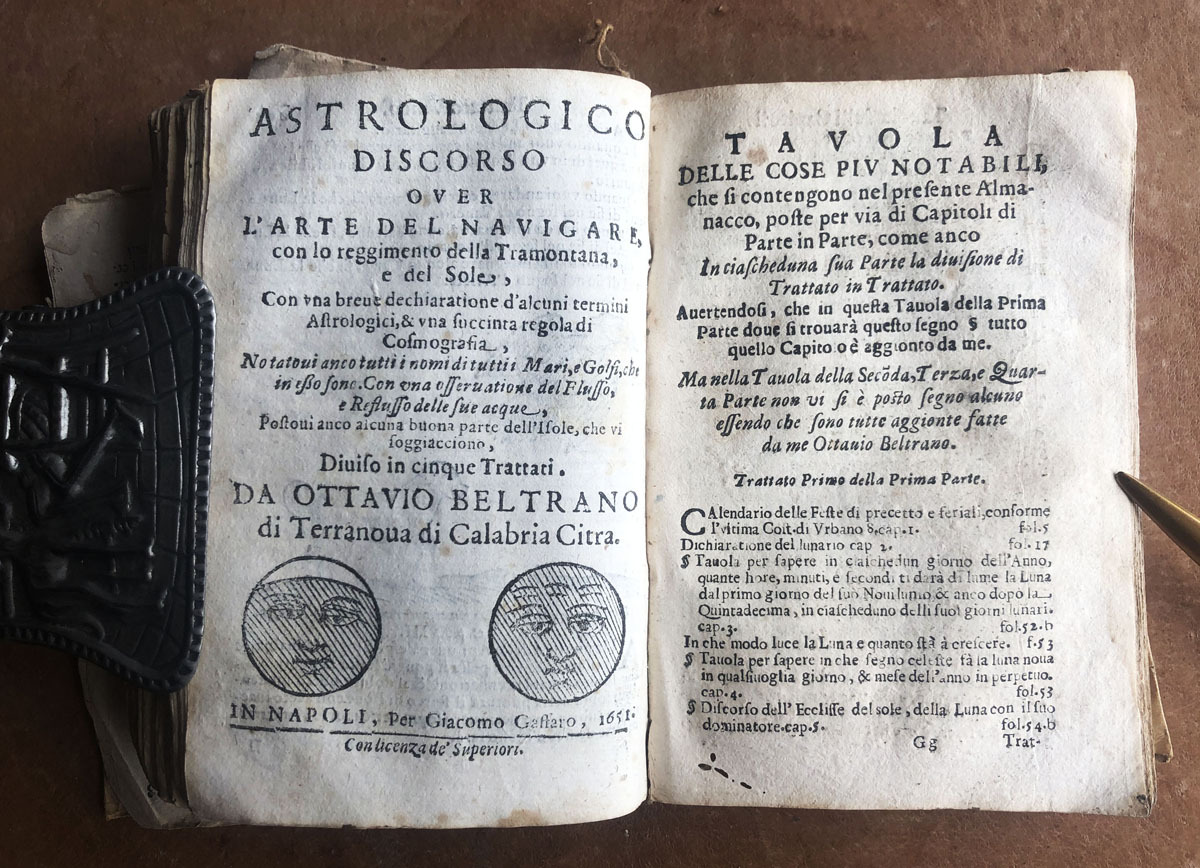 ASTROLOGICO
DISCORSO
OVER
L'ARTE DEL NAVIGARE,
con lo reggimento della Tramontana,
e del Sole,
Con vna breue dechiaratione d'alcuni termini
Aſtrologici, & vna ſuccinta regola di
Coſmografia,
Notatoui anco tutti i nomi di tutti i Mari, e Golfi, che
in eſſo ſono. Con vna oſſeruatione del Fluſſo,
e Refluſſo delle ſue acque,
Poſtoui anco alcuna buona parte dell'Iſole, che vi
ſoggiacciono,
Diuiſo in cinque Trattati.
DA OTTAVIO BELTRANO
di Terranoua di Calabria Citra.
IN NAPOLI, Per Giacomo Gaffaro, 1651.
Con licenza de' Superiori.
TAVOLA
DELLE COSE PIV NOTABILI,
che ſi contengono nel preſente Alma-
nacco, poſte per via di Capitoli di
Parte in Parte, come anco
In ciaſcheduna ſua Parte la diuiſione di
Trattato in Trattato.
Auertendoſi, che in queſta Tauola della Prima
Parte doue ſi trouarà queſto ſegno § tutto
quello Capito o è aggionto da me.
Ma nella Tauola della Secōda, Terza, e Quar-
ta Parte non vi ſi è poſto ſegno alcuno
eſſendo che ſono tutte aggionte fatte
da me Ottauio Beltrano.
Trattato Primo della Prima Parte.
CAlendario delle Feſte di precetto e feriali, conforme
l'vltima Coſt. di Vrbano 8. cap. 1. fol. 5
Dichiaratione del lunario cap 2. fol. 17
§ Tauola per ſapere in ciaſchedun giorno dell'Anno,
quante hore, minuti, e ſecondi ti darà di lume la Luna
dal primo giorno del ſuo Nouilunio & anco dopo la
Quintadecima, in ciaſcheduno delli ſuoi giorni lunari.
cap. 3. fol. 52. b
In che modo luce la Luna e quanto ſtà à creſcere. f. 53
§ Tauola per ſapere in che ſegno celeſte fà la luna noua
in qualſiuoglia giorno, & meſe dell'anno in perpetuo.
cap. 4. fol. 53
§ Diſcorſo dell' Eccliſſe del sole, della Luna con il ſuo
dominatore. cap. 5. fol. 54. b
Gg Trat-